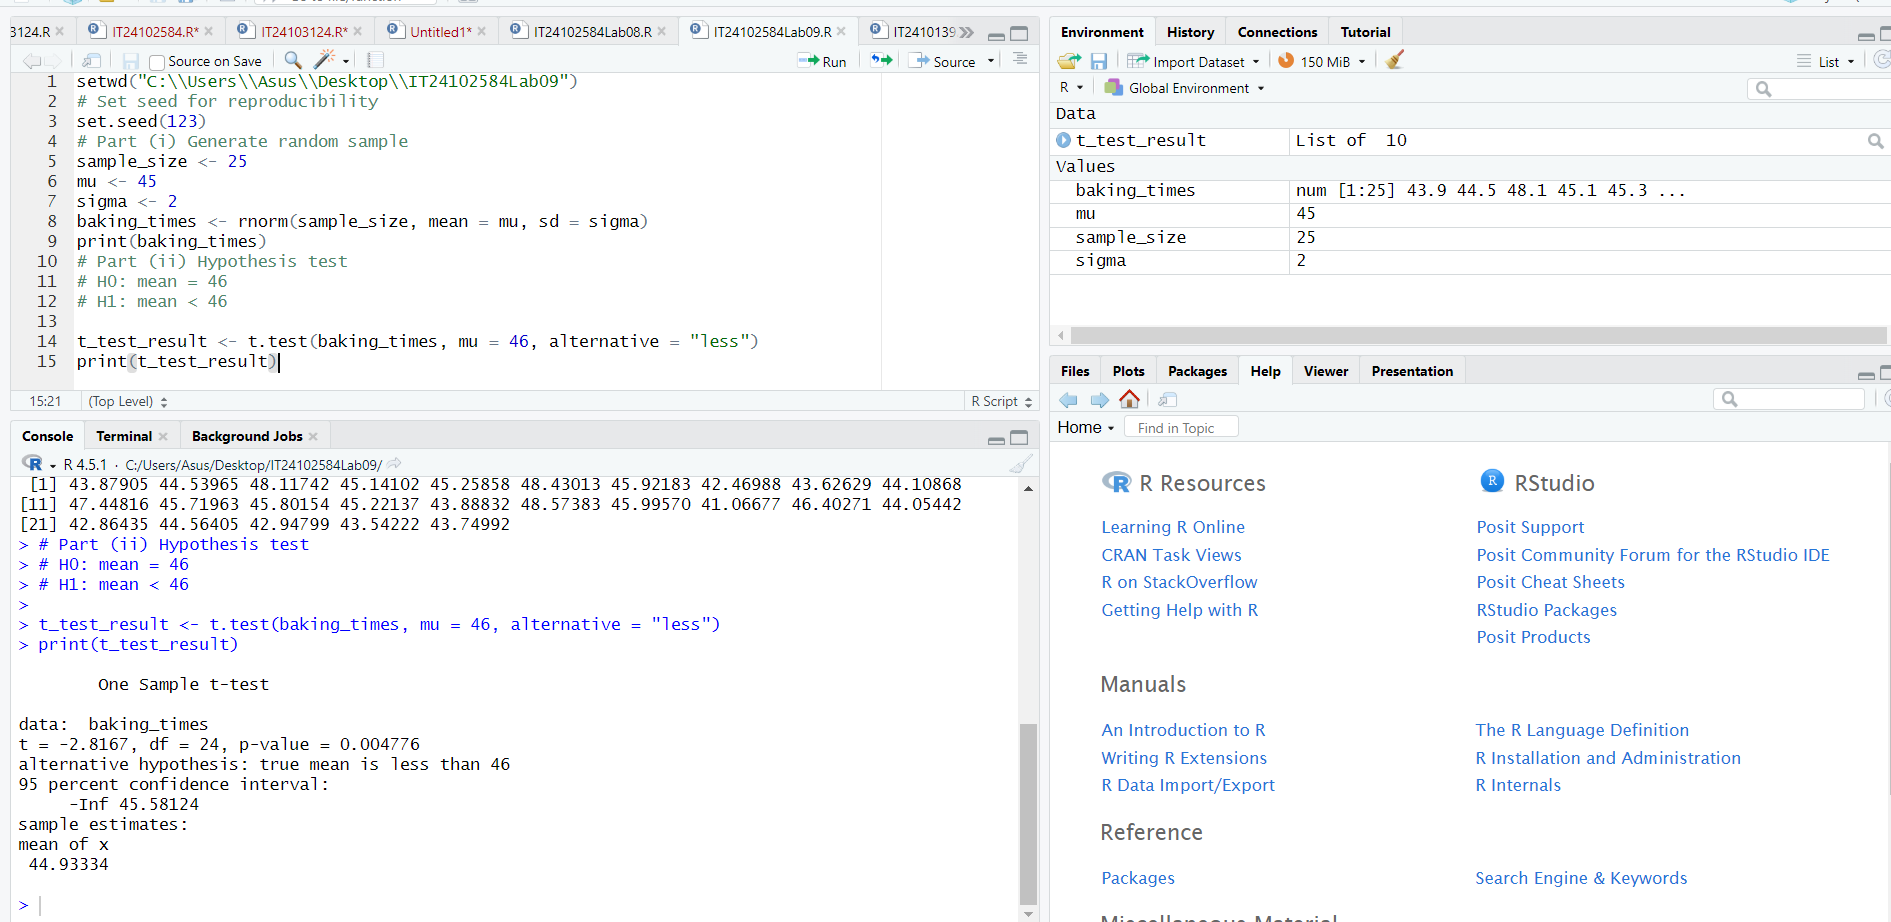 3124.R
IT24102584.R*
IT24103124.R*
Untitled1*
IT24102584Lab08.R
IT24102584Lab09.R
IT2410139
Source on Save
Run
Source
1 setwd("C:\\Users\\Asus\\Desktop\\IT24102584Lab09")
2 # Set seed for reproducibility
3 set.seed(123)
4 # Part (i) Generate random sample
5 sample_size <- 25
6 mu <- 45
7 sigma <- 2
8 baking_times <- rnorm(sample_size, mean = mu, sd = sigma)
9 print(baking_times)
10 # Part (ii) Hypothesis test
11 # H0: mean = 46
12 # H1: mean < 46
13
14 t_test_result <- t.test(baking_times, mu = 46, alternative = "less")
15 print(t_test_result)
15:21 (Top Level) R Script
Console Terminal Background Jobs
R 4.5.1 · C:/Users/Asus/Desktop/IT24102584Lab09/
[1] 43.87905 44.53965 48.11742 45.14102 45.25858 48.43013 45.92183 42.46988 43.62629 44.10868
[11] 47.44816 45.71963 45.80154 45.22137 43.88832 48.57383 45.99570 41.06677 46.40271 44.05442
[21] 42.86435 44.56405 42.94799 43.54222 43.74992
> # Part (ii) Hypothesis test
> # H0: mean = 46
> # H1: mean < 46
>
> t_test_result <- t.test(baking_times, mu = 46, alternative = "less")
> print(t_test_result)
One Sample t-test
data: baking_times
t = -2.8167, df = 24, p-value = 0.004776
alternative hypothesis: true mean is less than 46
95 percent confidence interval:
-Inf 45.58124
sample estimates:
mean of x
44.93334
>
Environment History Connections Tutorial
Import Dataset 150 MiB List
R Global Environment
Data
t_test_result List of 10
Values
baking_times num [1:25] 43.9 44.5 48.1 45.1 45.3 ...
mu 45
sample_size 25
sigma 2
Files Plots Packages Help Viewer Presentation
Home Find in Topic
R Resources
Learning R Online
CRAN Task Views
R on StackOverflow
Getting Help with R
RStudio
Posit Support
Posit Community Forum for the RStudio IDE
Posit Cheat Sheets
RStudio Packages
Posit Products
Manuals
An Introduction to R
Writing R Extensions
R Data Import/Export
The R Language Definition
R Installation and Administration
R Internals
Reference
Packages
Search Engine & Keywords
Miscellaneous Material